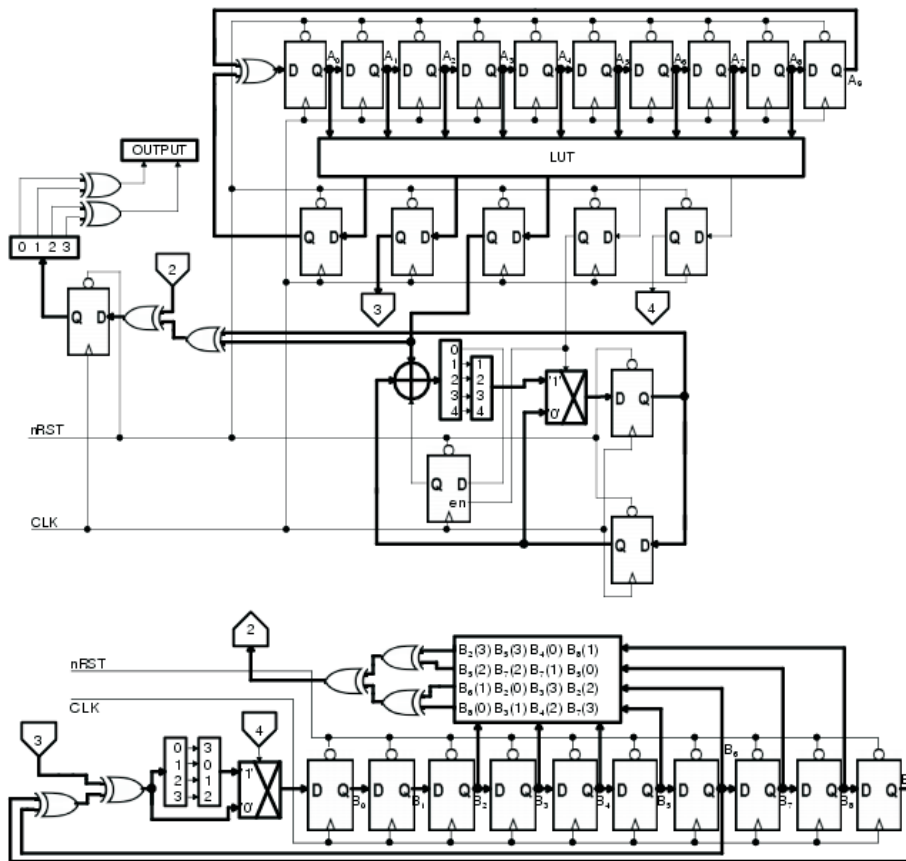 D Q A₀ D Q A₁ D Q A₂ D Q A₃ D Q A₄ D Q A₅ D Q A₆ D Q A₇ D Q A₈ D Q A₉
LUT
OUTPUT
0 1 2 3
Q D Q D Q D Q D Q D
2
3
4
Q D
0
1 1
2 2
3 3
4 4
'1'
'0'
D Q
nRST
Q D
en
CLK
Q D
2
B₂(3) B₅(3) B₄(0) B₈(1)
B₅(2) B₇(2) B₇(1) B₅(0)
B₆(1) B₂(0) B₃(3) B₂(2)
B₈(0) B₃(1) B₄(2) B₇(3)
nRST
CLK
3
4
0 3
1 0
2 1
3 2
'1'
'0'
D Q B₀ D Q B₁ D Q B₂ D Q B₃ D Q B₄ D Q B₅ D Q B₆ D Q B₇ D Q B₈ D Q